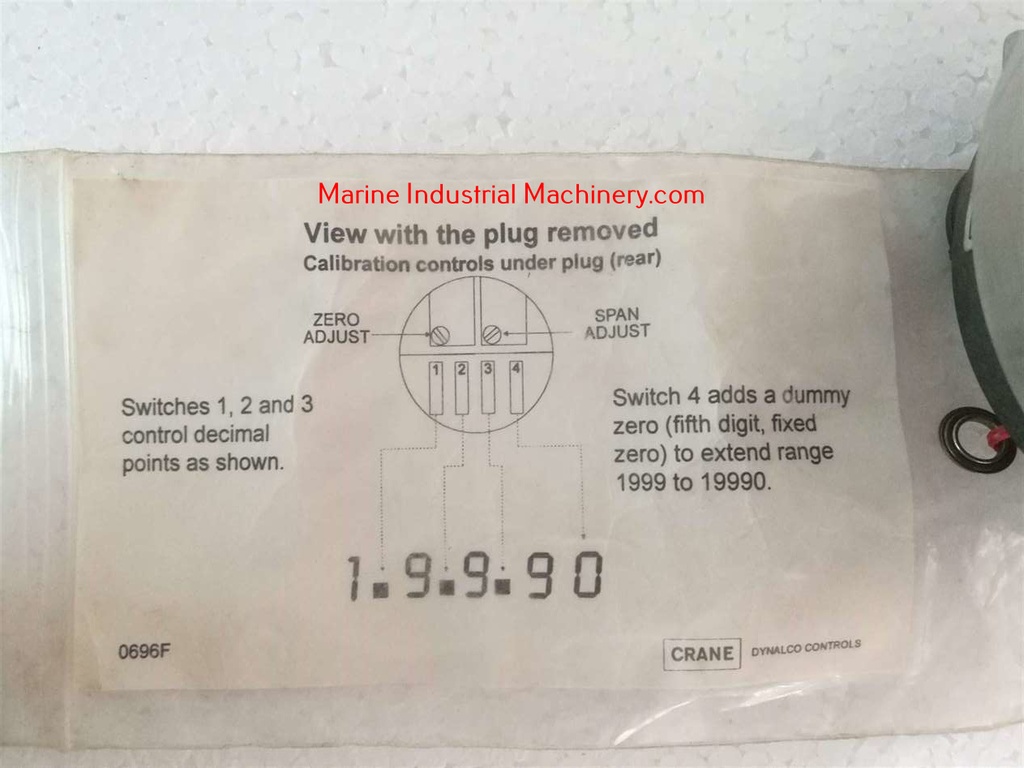 Marine Industrial Machinery.com
View with the plug removed
Calibration controls under plug (rear)
ZERO
ADJUST
SPAN
ADJUST
1 2 3 4
Switches 1, 2 and 3
control decimal
points as shown.
Switch 4 adds a dummy
zero (fifth digit, fixed
zero) to extend range
1999 to 19990.
1.9.9.90
0696F
CRANE DYNALCO CONTROLS